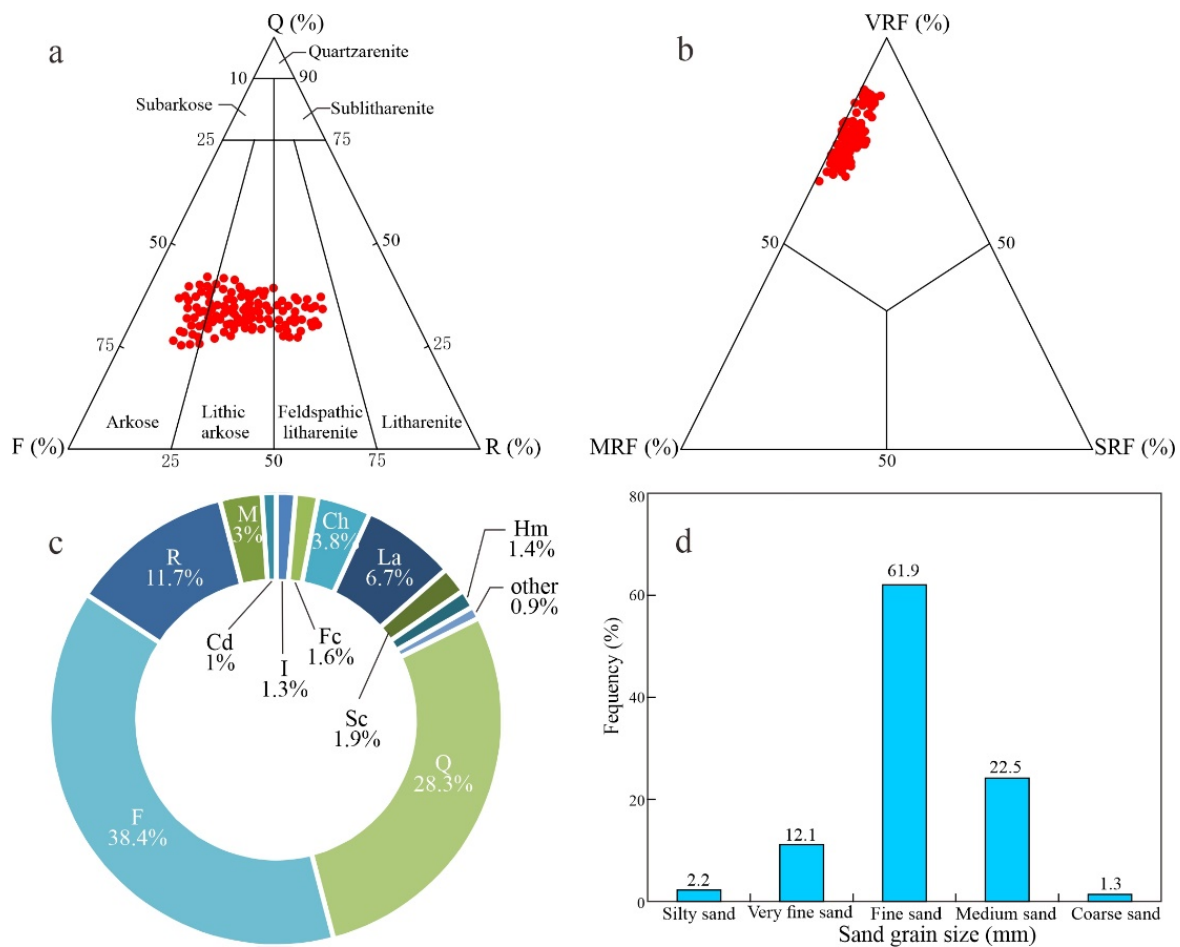 a
Q (%)
Quartzarenite
10
90
Subarkose
Sublitharenite
25
75
50
50
75
25
Arkose
Lithic
arkose
Feldspathic
litharenite
Litharenite
F (%)
R (%)
25
50
75
b
VRF (%)
50
50
MRF (%)
SRF (%)
50
c
M
3%
Ch
3.8%
La
6.7%
Hm
1.4%
other
0.9%
R
11.7%
Cd
1%
I
1.3%
Fc
1.6%
Sc
1.9%
Q
28.3%
F
38.4%
d
80
60
40
20
0
Fequency (%)
2.2
12.1
61.9
22.5
1.3
Silty sand
Very fine sand
Fine sand
Medium sand
Coarse sand
Sand grain size (mm)